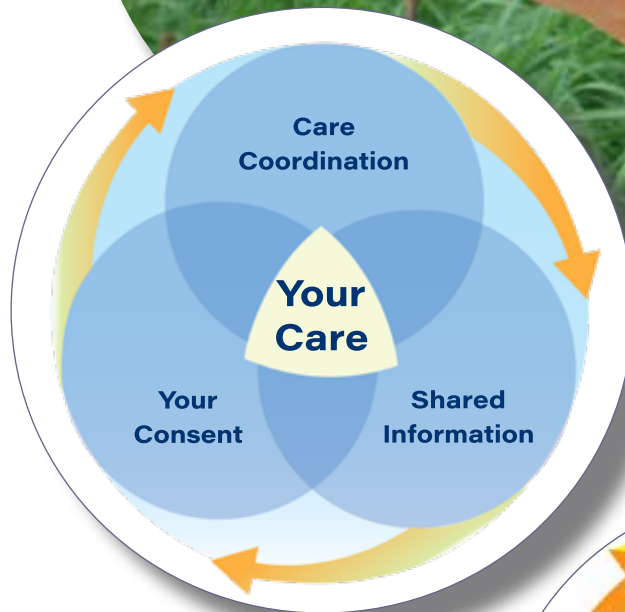 Care
Coordination
Your
Care
Your
Consent
Shared
Information